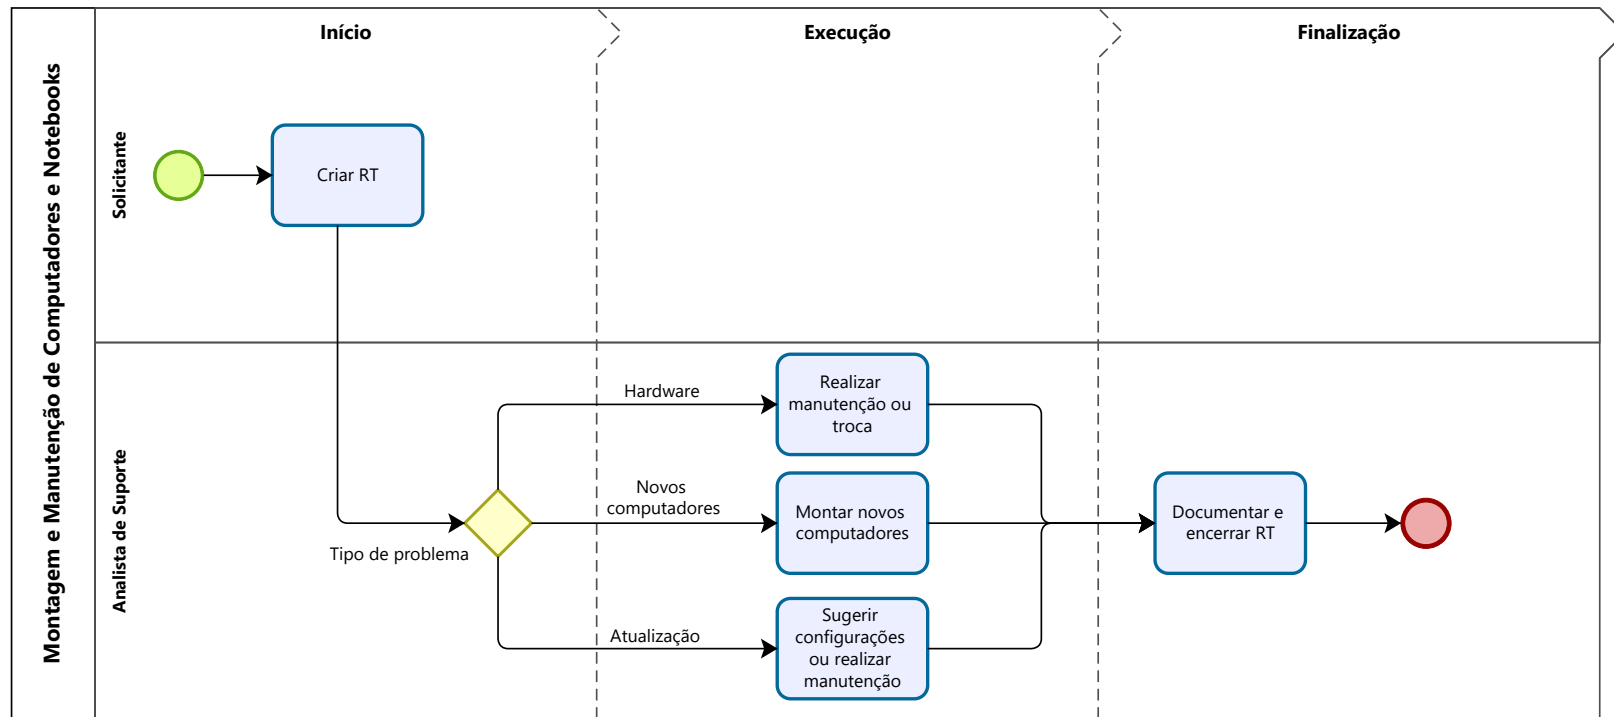 Montagem e Manutenção de Computadores e Notebooks
Início
Execução
Finalização
Solicitante
Criar RT
Analista de Suporte
Tipo de problema
Hardware
Realizar
manutenção ou
troca
Novos
computadores
Montar novos
computadores
Atualização
Sugerir
configurações
ou realizar
manutenção
Documentar e
encerrar RT